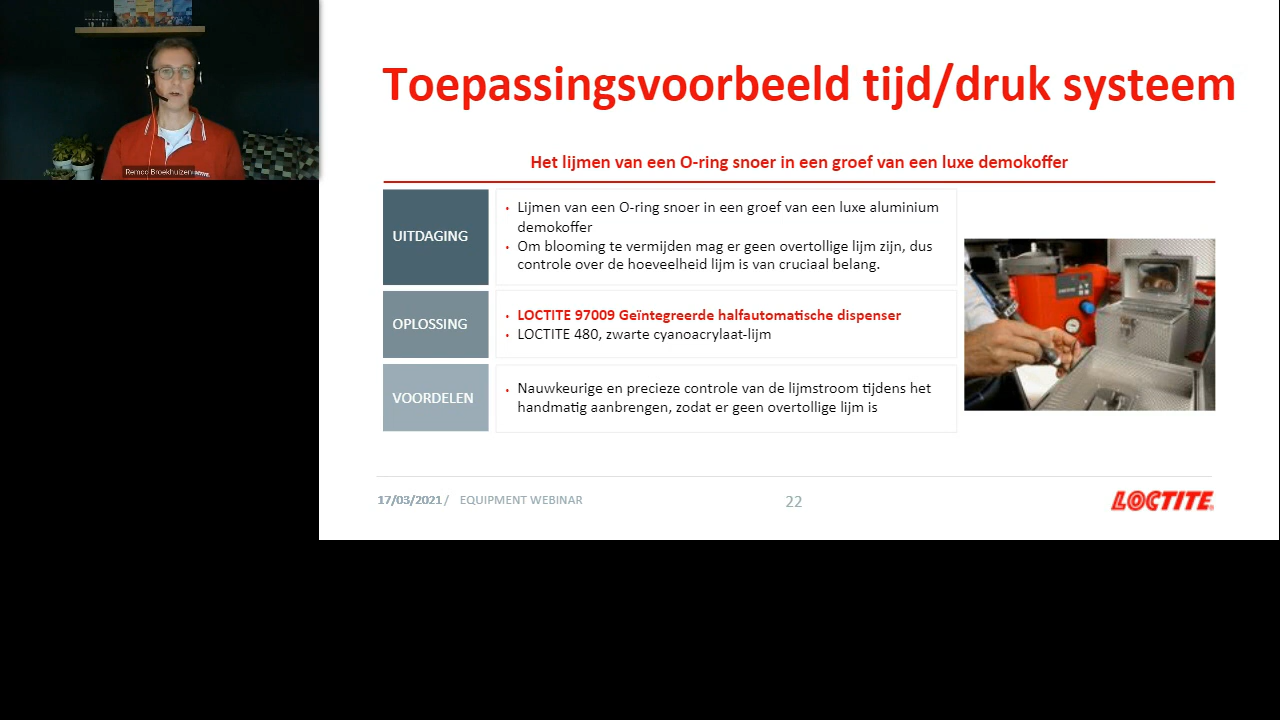 Remco Broekhuizen
Toepassingsvoorbeeld tijd/druk systeem
Het lijmen van een O-ring snoer in een groef van een luxe demokoffer
UITDAGING
• Lijmen van een O-ring snoer in een groef van een luxe aluminium
demokoffer
• Om blooming te vermijden mag er geen overtollige lijm zijn, dus
controle over de hoeveelheid lijm is van cruciaal belang.
OPLOSSING
• LOCTITE 97009 Geïntegreerde halfautomatische dispenser
• LOCTITE 480, zwarte cyanoacrylaat-lijm
VOORDELEN
• Nauwkeurige en precieze controle van de lijmstroom tijdens het
handmatig aanbrengen, zodat er geen overtollige lijm is
17/03/2021 / EQUIPMENT WEBINAR
22
LOCTITE